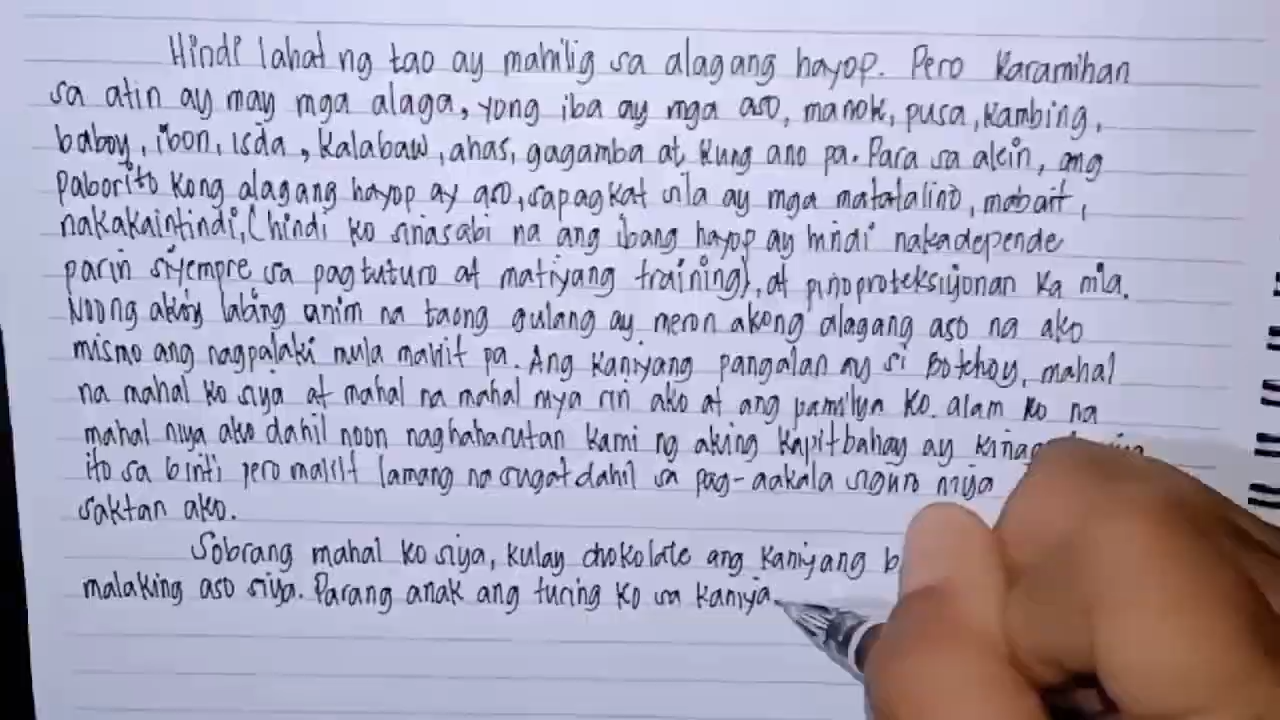 Hindi lahat ng tao ay mahilig sa alagang hayop. Pero karamihan
sa atin ay may mga alaga, yong iba ay mga aso, manok, pusa, kambing,
baboy, ibon, isda, kalabaw, ahas, gagamba at kung ano pa. Para sa akin, ang
paborito kong alagang hayop ay aso, sapagkat sila ay mga matatalino, mabait,
nakakaintindi, (hindi ko sinasabi na ang ibang hayop ay hindi nakadepende
parin siyempre sa pagtuturo at matiyang training), at pinoproteksiyonan ka nila.
Noong akoy labing anim na taong gulang ay meron akong alagang aso na ako
mismo ang nagpalaki mula maliit pa. Ang kaniyang pangalan ay si Botchoy, mahal
na mahal ko siya at mahal na mahal niya rin ako at ang pamilya ko. alam ko na
mahal niya ako dahil noon naghaharutan kami ng aking kapitbahay ay
ito sa binti pero maliit lamang na sugat dahil sa pag-aakala siguro niya
saktan ako.
Sobrang mahal ko siya, kulay chokolate ang kaniyang
malaking aso siya. Parang anak ang turing ko sa kaniya.